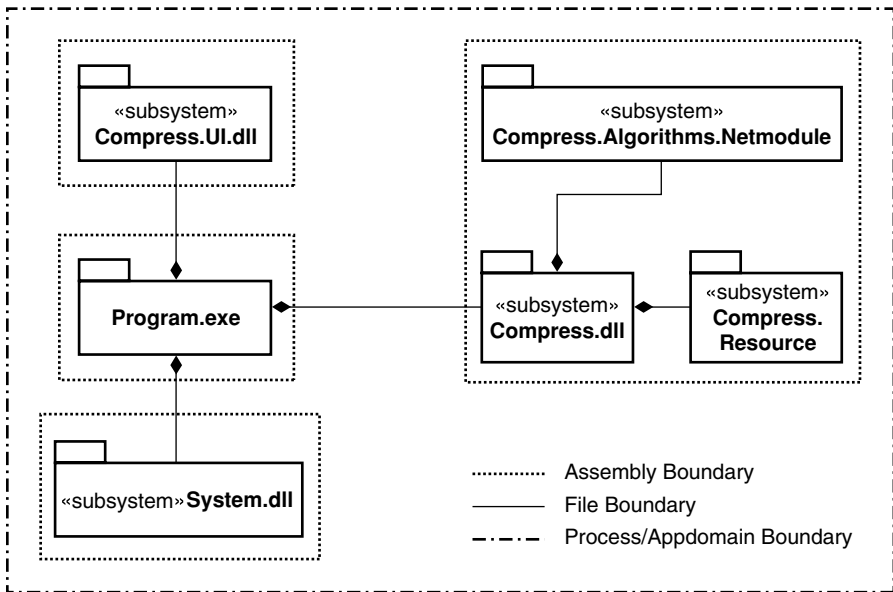 «subsystem»
Compress.UI.dll
«subsystem»
Compress.Algorithms.Netmodule
Program.exe
«subsystem»
Compress.dll
«subsystem»
Compress.
Resource
«subsystem» System.dll
Assembly Boundary
File Boundary
Process/Appdomain Boundary